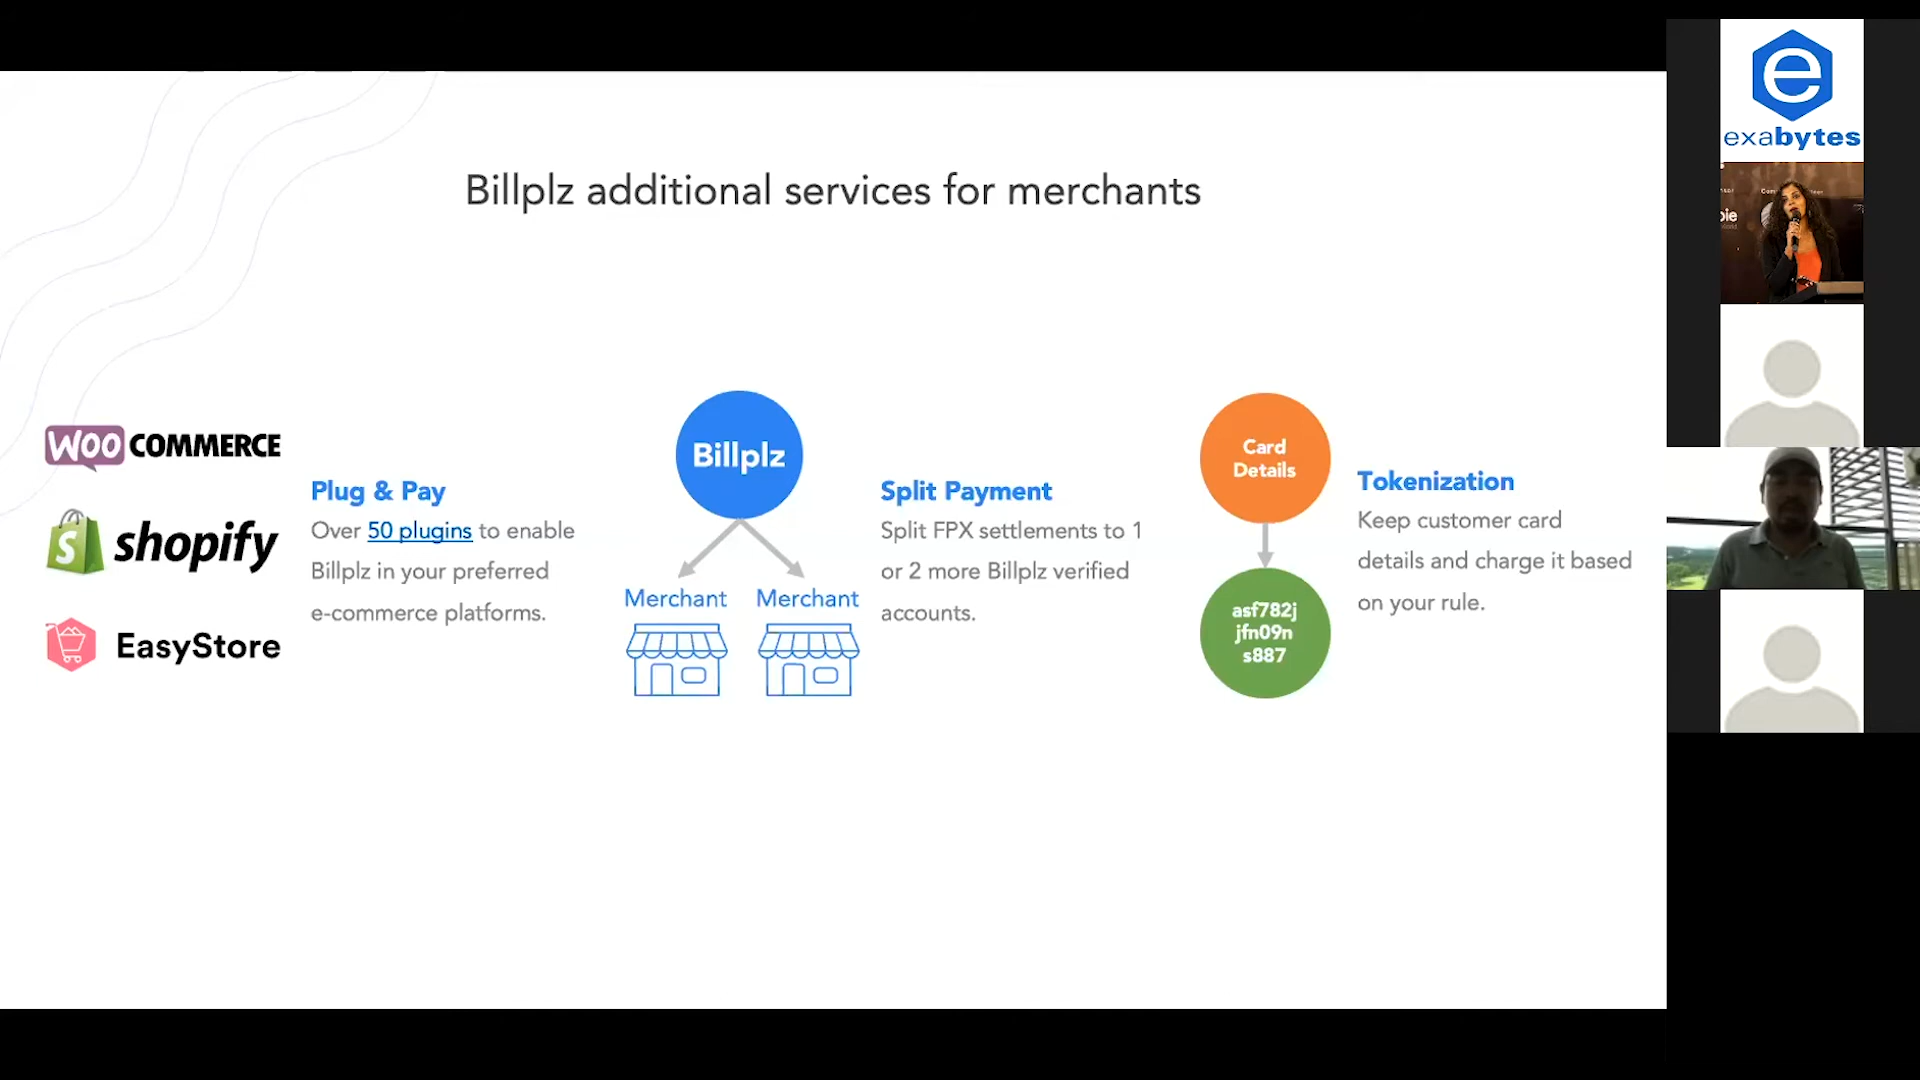 Billplz additional services for merchants
WOO COMMERCE
shopify
EasyStore
Plug & Pay
Over 50 plugins to enable
Billplz in your preferred
e-commerce platforms.
Billplz
Merchant Merchant
Split Payment
Split FPX settlements to 1
or 2 more Billplz verified
accounts.
Card
Details
asf782j
jfn09n
s887
Tokenization
Keep customer card
details and charge it based
on your rule.
e
exabytes